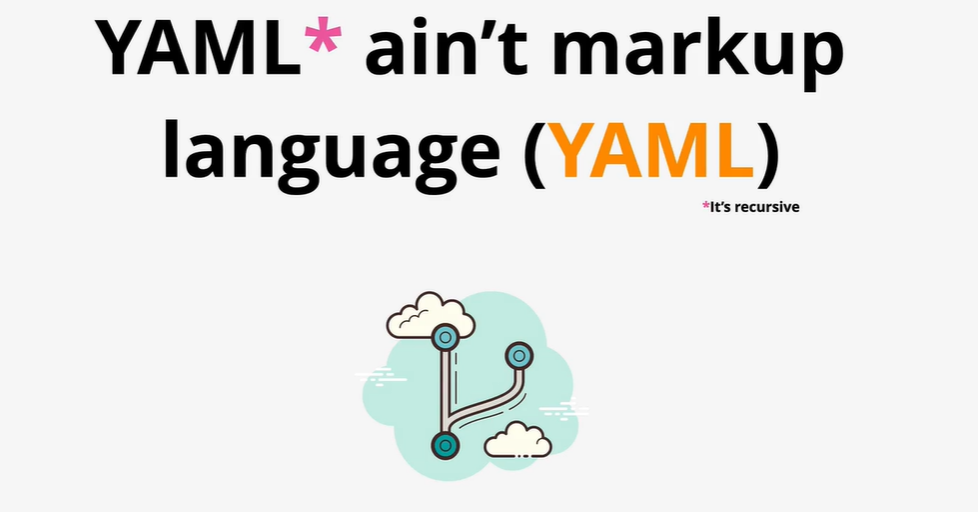 YAML* ain’t markup
language (YAML)
*It’s recursive